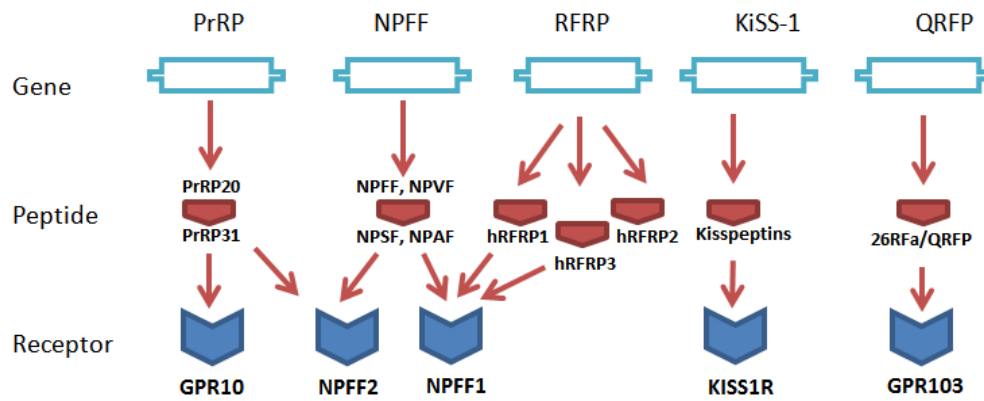 PrRP NPFF RFRP KiSS-1 QRFP
Gene
PrRP20 NPFF, NPVF
Peptide
PrRP31 NPSF, NPAF hRFRP1 hRFRP2 Kisspeptins 26RFa/QRFP
hRFRP3
Receptor
GPR10 NPFF2 NPFF1 KISS1R GPR103